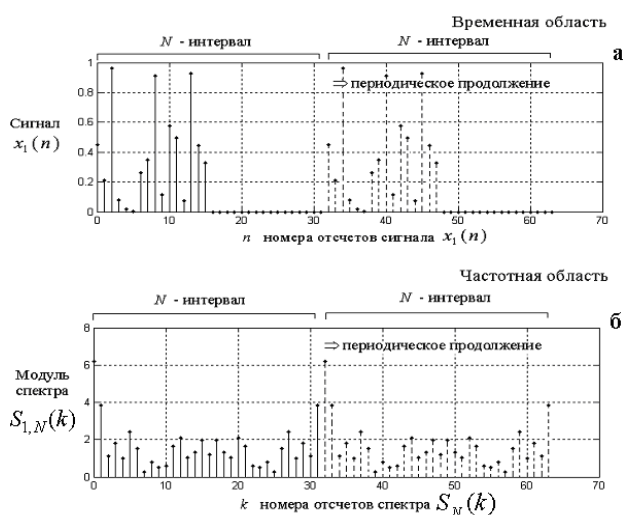 Временная область
N - интервал N - интервал
а
⇒ периодическое продолжение
Сигнал
x₁(n)
1
0.8
0.6
0.4
0.2
0
0 10 20 30 40 50 60 70
n номера отсчетов сигнала x₁(n)
Частотная область
N - интервал N - интервал
б
⇒ периодическое продолжение
Модуль
спектра
S₁,N(k)
8
6
4
2
0
0 10 20 30 40 50 60 70
k номера отсчетов спектра S_N(k)